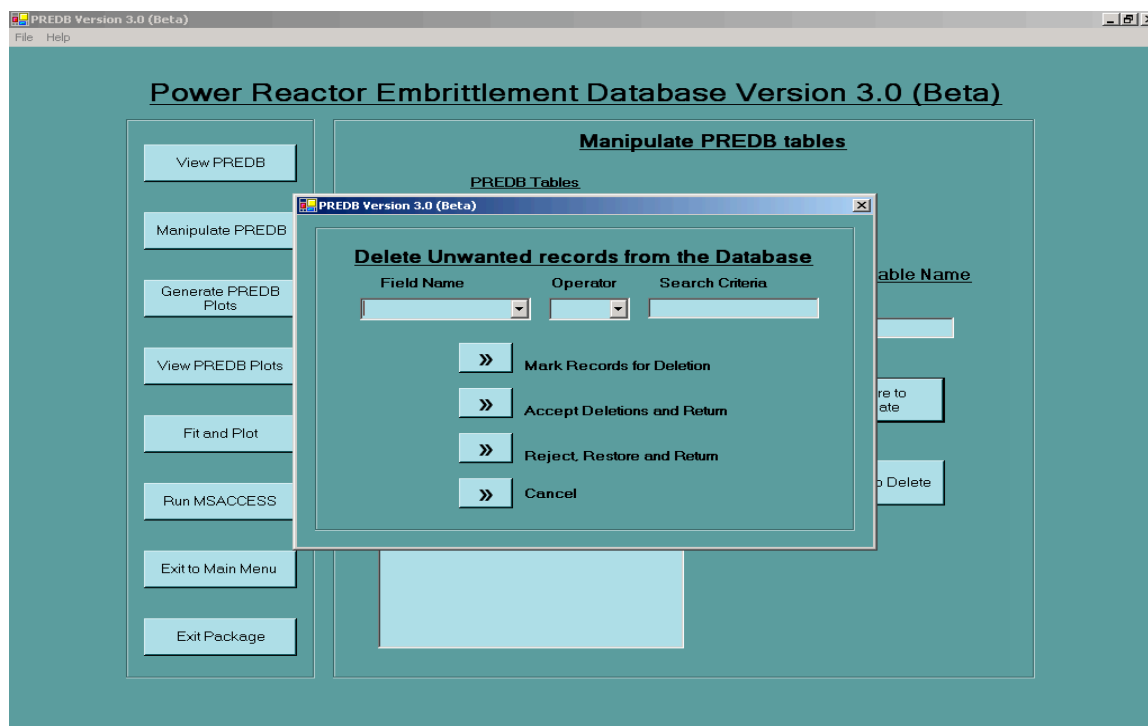 PREDB Version 3.0 (Beta)
File Help
Power Reactor Embrittlement Database Version 3.0 (Beta)
View PREDB
Manipulate PREDB
Generate PREDB
Plots
View PREDB Plots
Fit and Plot
Run MSACCESS
Exit to Main Menu
Exit Package
Manipulate PREDB tables
PREDB Tables
PREDB Version 3.0 (Beta)
Delete Unwanted records from the Database
Field Name Operator Search Criteria
» Mark Records for Deletion
» Accept Deletions and Return
» Reject, Restore and Return
» Cancel
able Name
re to
ate
Delete